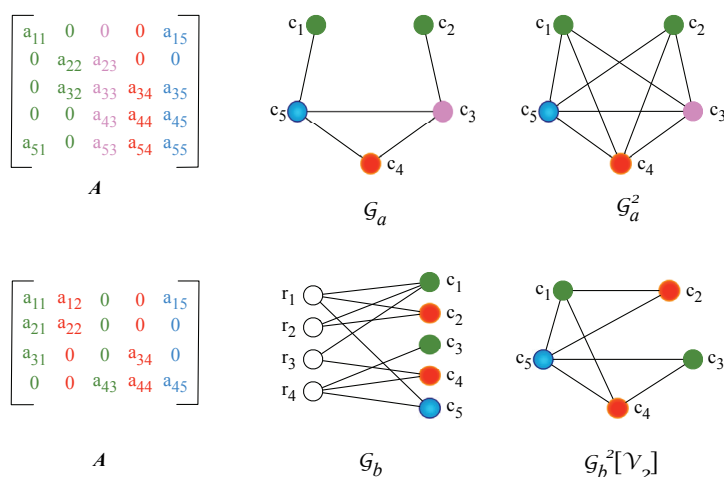 a11 0 0 0 a15
0 a22 a23 0 0
0 a32 a33 a34 a35
0 0 a43 a44 a45
a51 0 a53 a54 a55
A
c1 c2
c5 c3
c4
Ga
c1 c2
c5 c3
c4
Ga2
a11 a12 0 0 a15
a21 a22 0 0 0
a31 0 0 a34 0
0 0 a43 a44 a45
A
r1 c1
r2 c2
r3 c3
r4 c4
c5
Gb
c1 c2
c5 c3
c4
Gb2[V2]